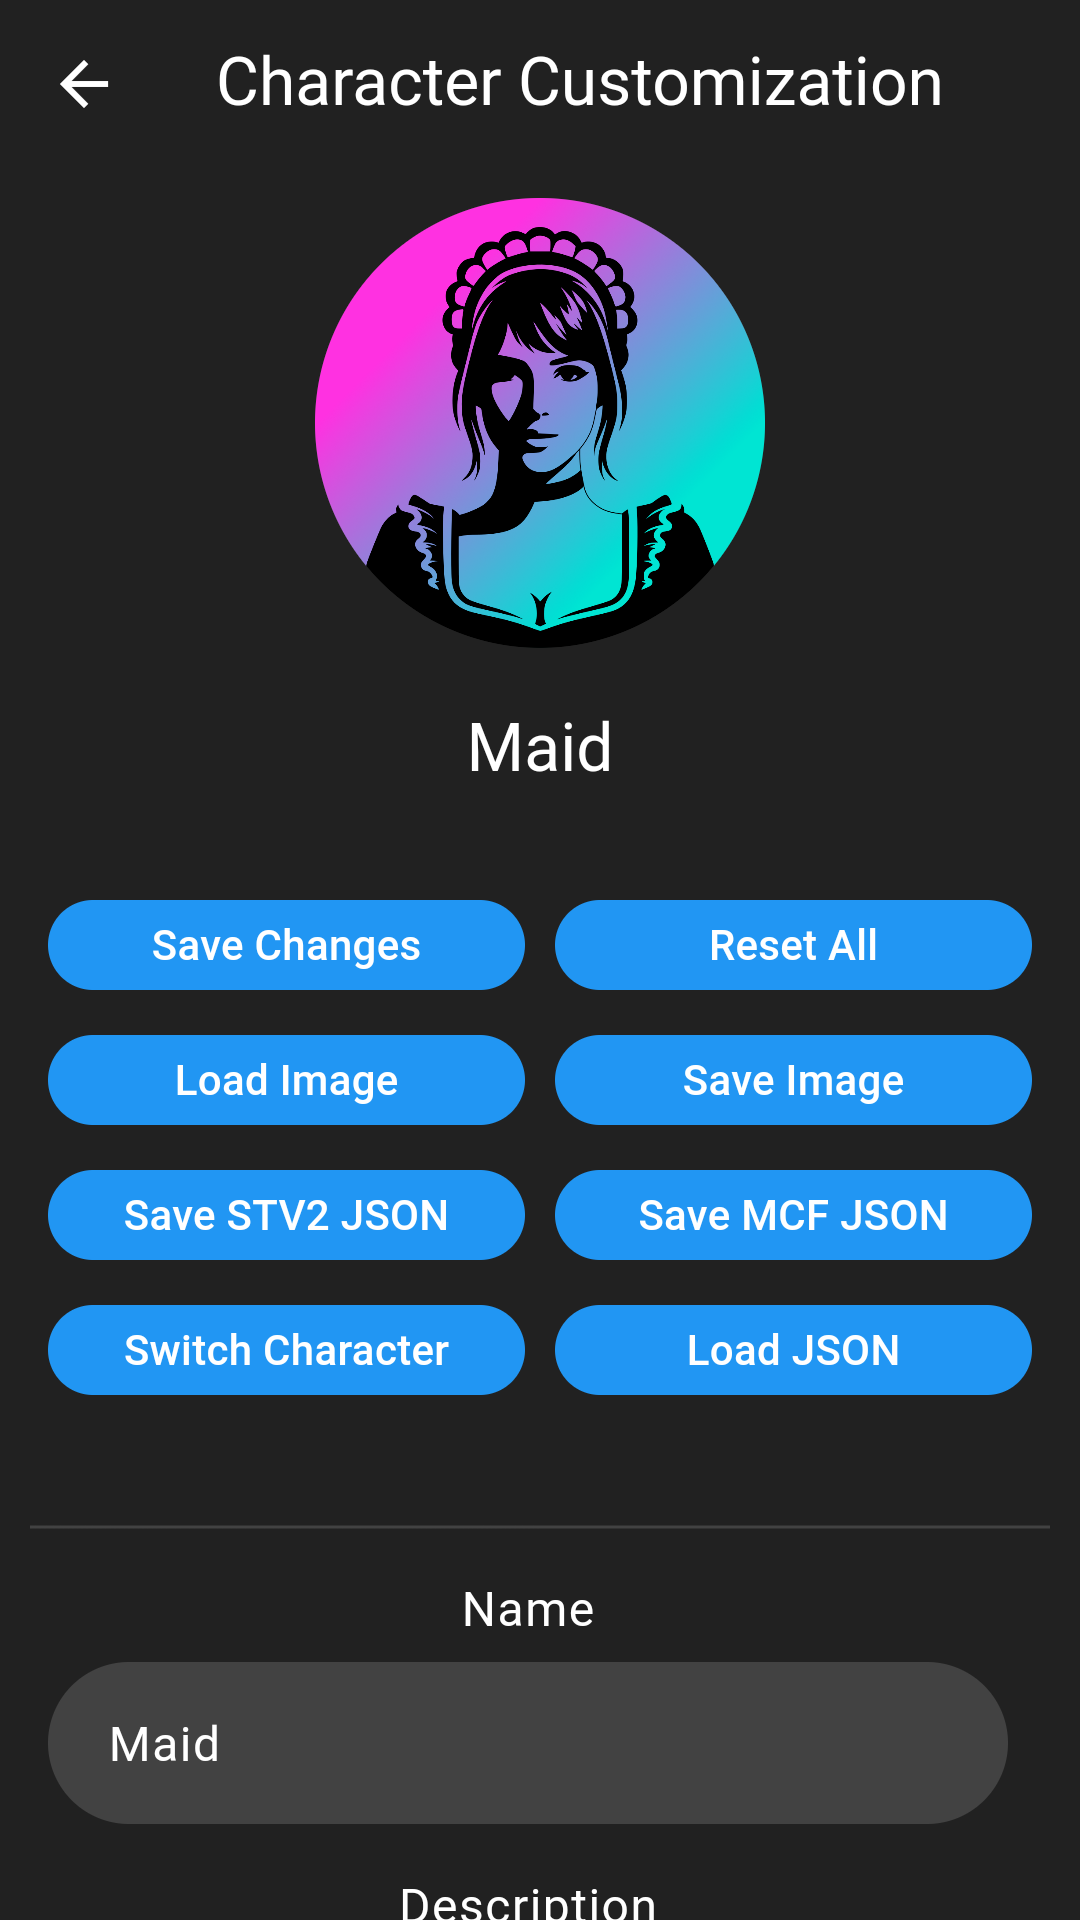 Character Customization
Maid
Save Changes
Reset All
Load Image
Save Image
Save STV2 JSON
Save MCF JSON
Switch Character
Load JSON
Name
Maid
Description